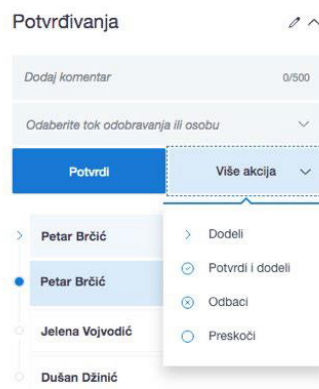 Potvrđivanja
Dodaj komentar 0/500
Odaberite tok odobravanja ili osobu
Potvrdi Više akcija
Petar Brčić
Petar Brčić
Jelena Vojvodić
Dušan Džinić
Dodeli
Potvrdi i dodeli
Odbaci
Preskoči